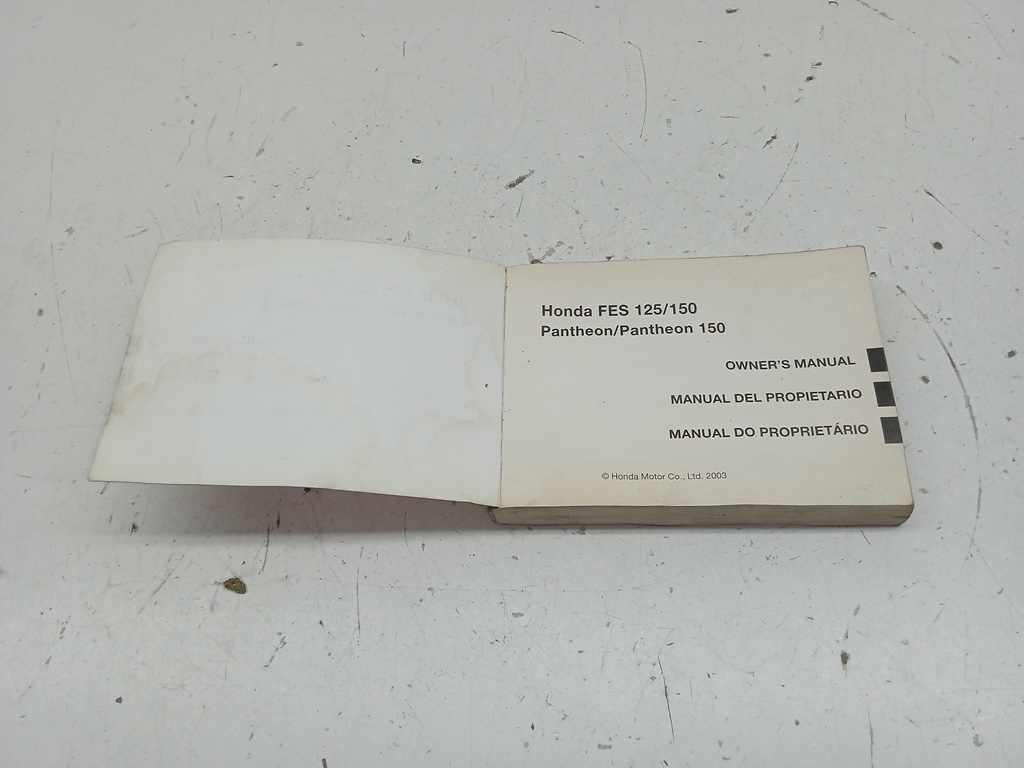 Honda FES 125/150
Pantheon/Pantheon 150
OWNER'S MANUAL
MANUAL DEL PROPIETARIO
MANUAL DO PROPRIETÁRIO
© Honda Motor Co., Ltd. 2003